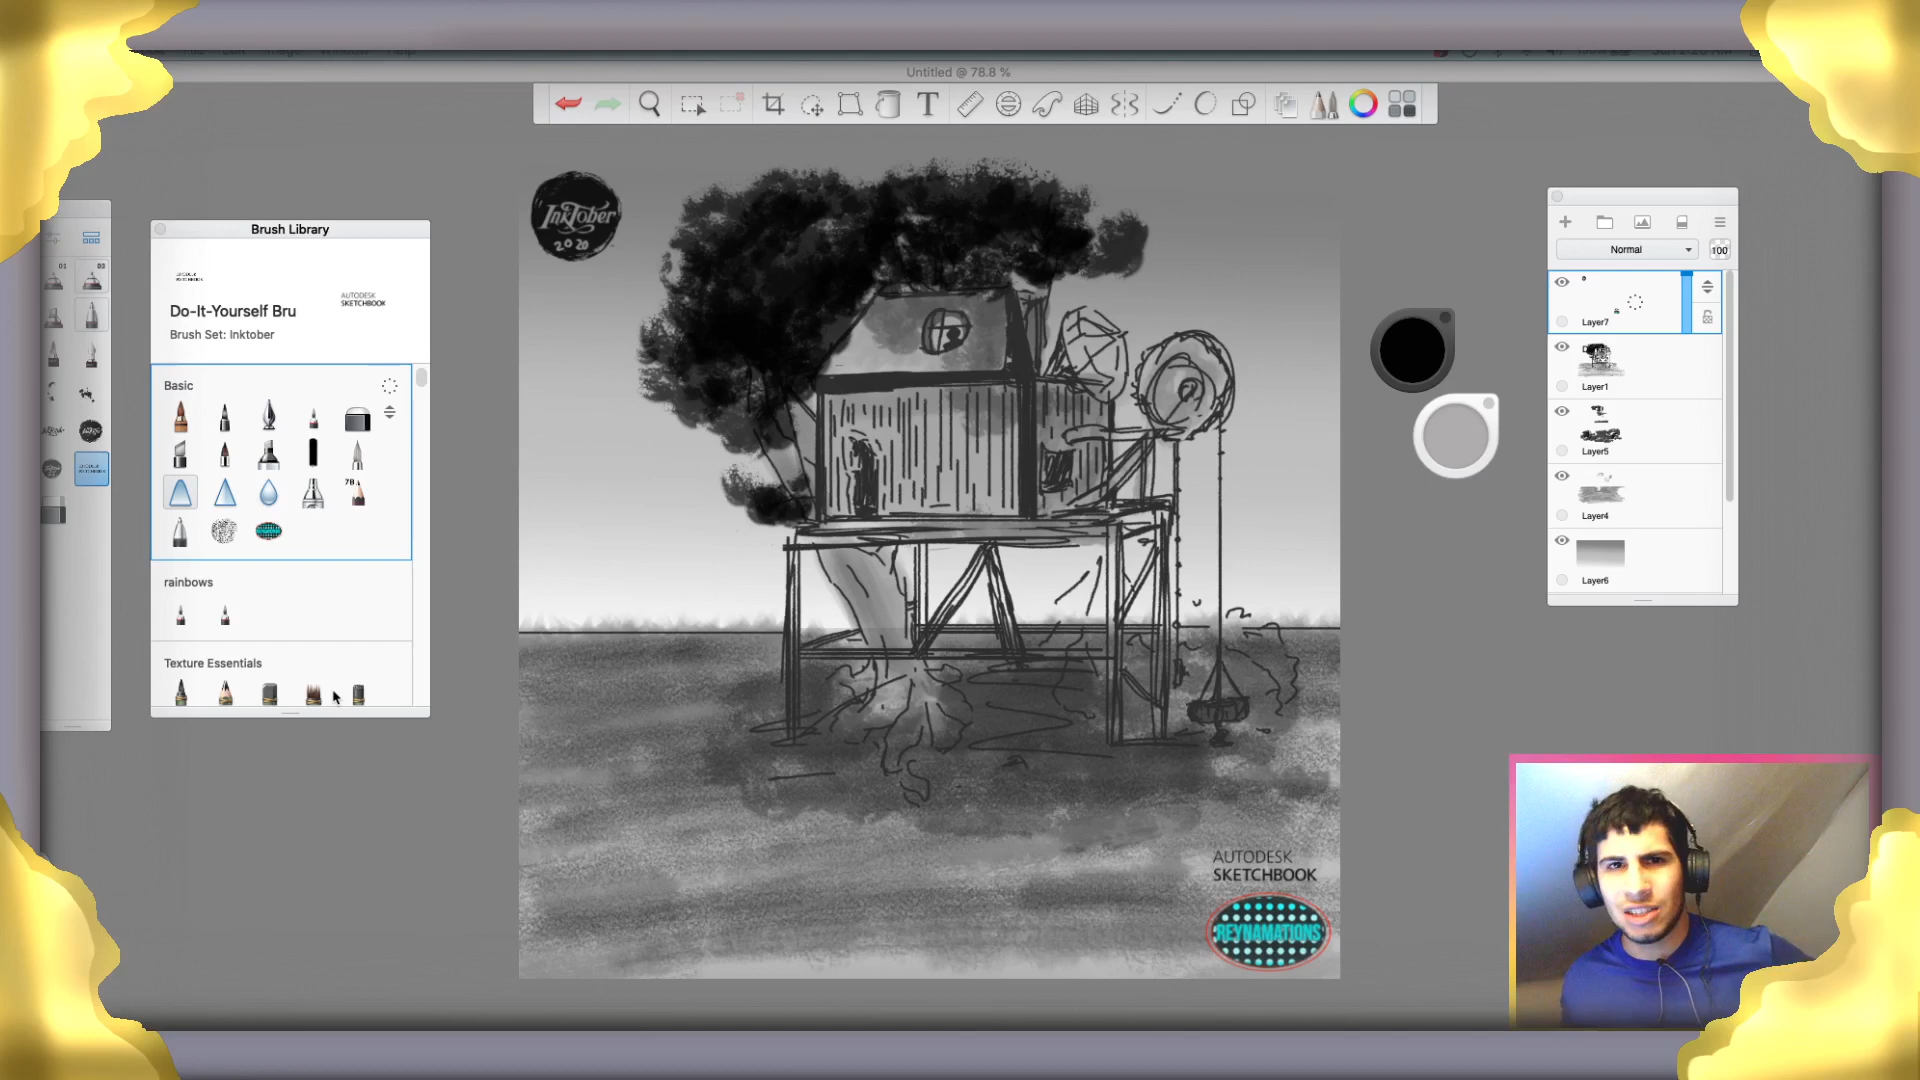 Untitled @ 78.8 %
T
Brush Library
Do-It-Yourself Bru
Brush Set: Inktober
AUTODESK
SKETCHBOOK
Basic
7B
rainbows
Texture Essentials
INKTOBER
2020
Normal
100
Layer7
Layer1
Layer5
Layer4
Layer6
AUTODESK
SKETCHBOOK
REYNAMATIONS